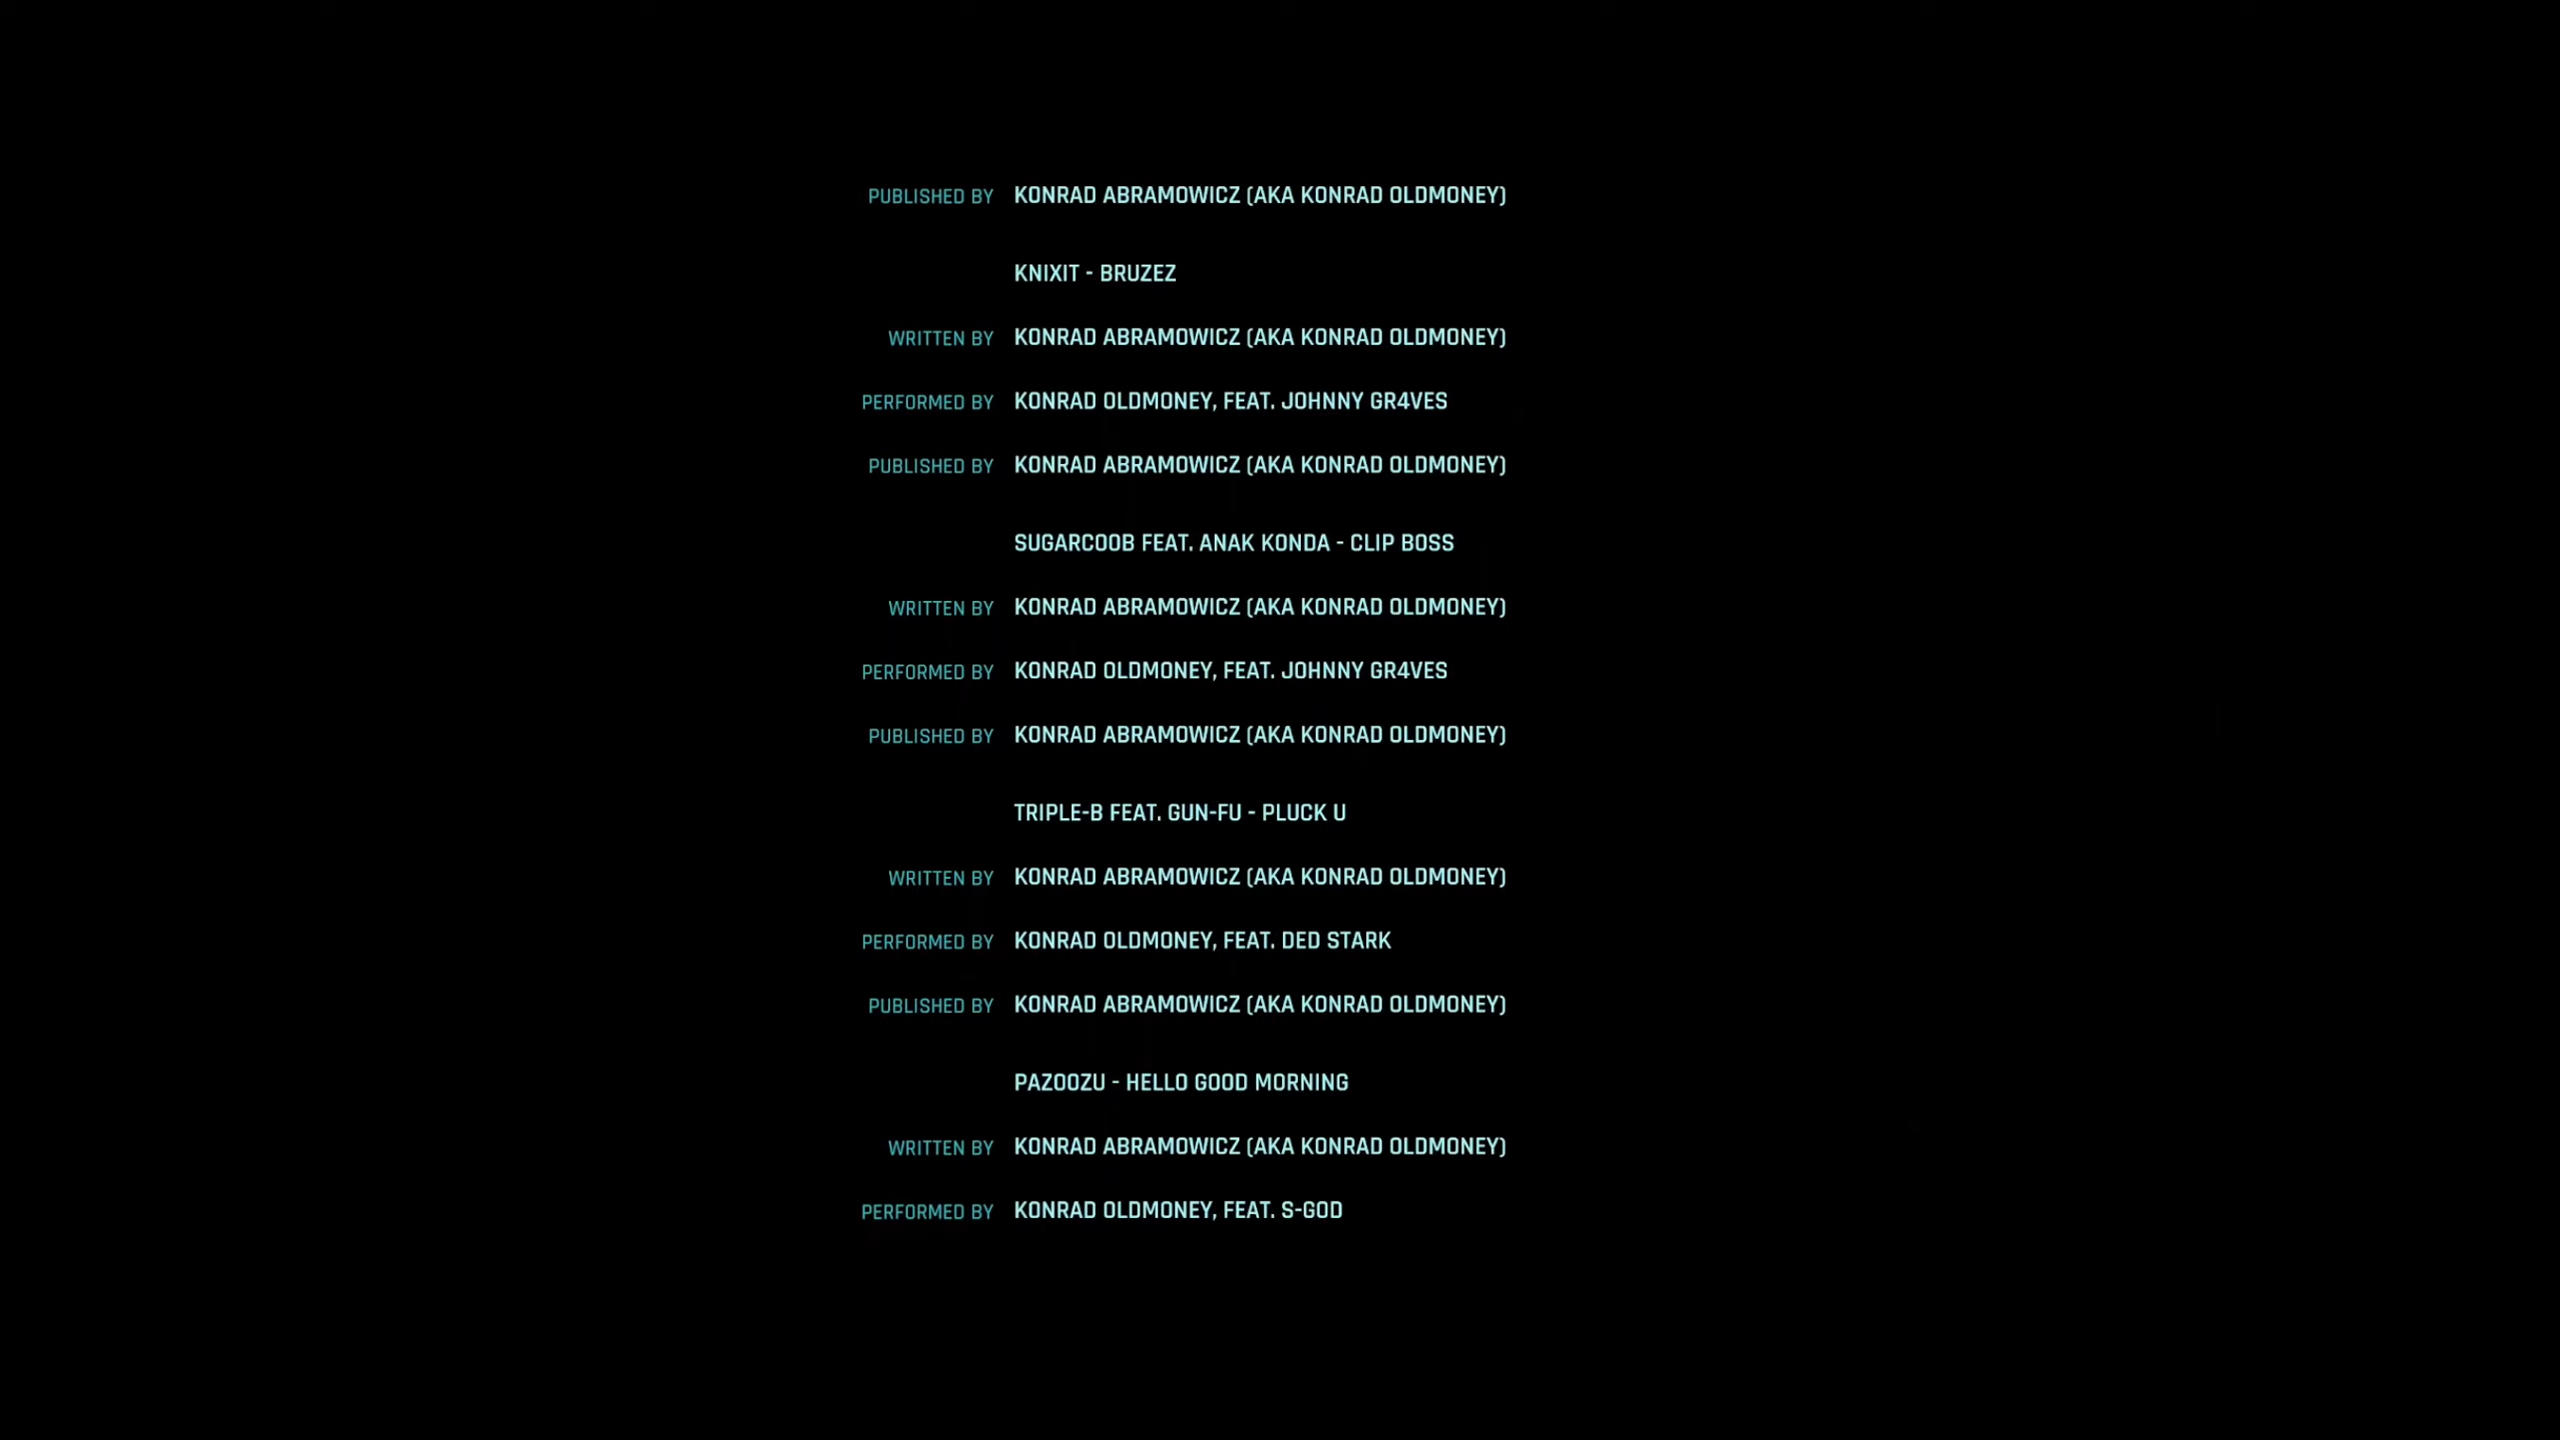 PUBLISHED BY KONRAD ABRAMOWICZ (AKA KONRAD OLDMONEY)
KNIXIT - BRUZEZ
WRITTEN BY KONRAD ABRAMOWICZ (AKA KONRAD OLDMONEY)
PERFORMED BY KONRAD OLDMONEY, FEAT. JOHNNY GR4VES
PUBLISHED BY KONRAD ABRAMOWICZ (AKA KONRAD OLDMONEY)
SUGARCOOB FEAT. ANAK KONDA - CLIP BOSS
WRITTEN BY KONRAD ABRAMOWICZ (AKA KONRAD OLDMONEY)
PERFORMED BY KONRAD OLDMONEY, FEAT. JOHNNY GR4VES
PUBLISHED BY KONRAD ABRAMOWICZ (AKA KONRAD OLDMONEY)
TRIPLE-B FEAT. GUN-FU - PLUCK U
WRITTEN BY KONRAD ABRAMOWICZ (AKA KONRAD OLDMONEY)
PERFORMED BY KONRAD OLDMONEY, FEAT. DED STARK
PUBLISHED BY KONRAD ABRAMOWICZ (AKA KONRAD OLDMONEY)
PAZOOZU - HELLO GOOD MORNING
WRITTEN BY KONRAD ABRAMOWICZ (AKA KONRAD OLDMONEY)
PERFORMED BY KONRAD OLDMONEY, FEAT. S-GOD